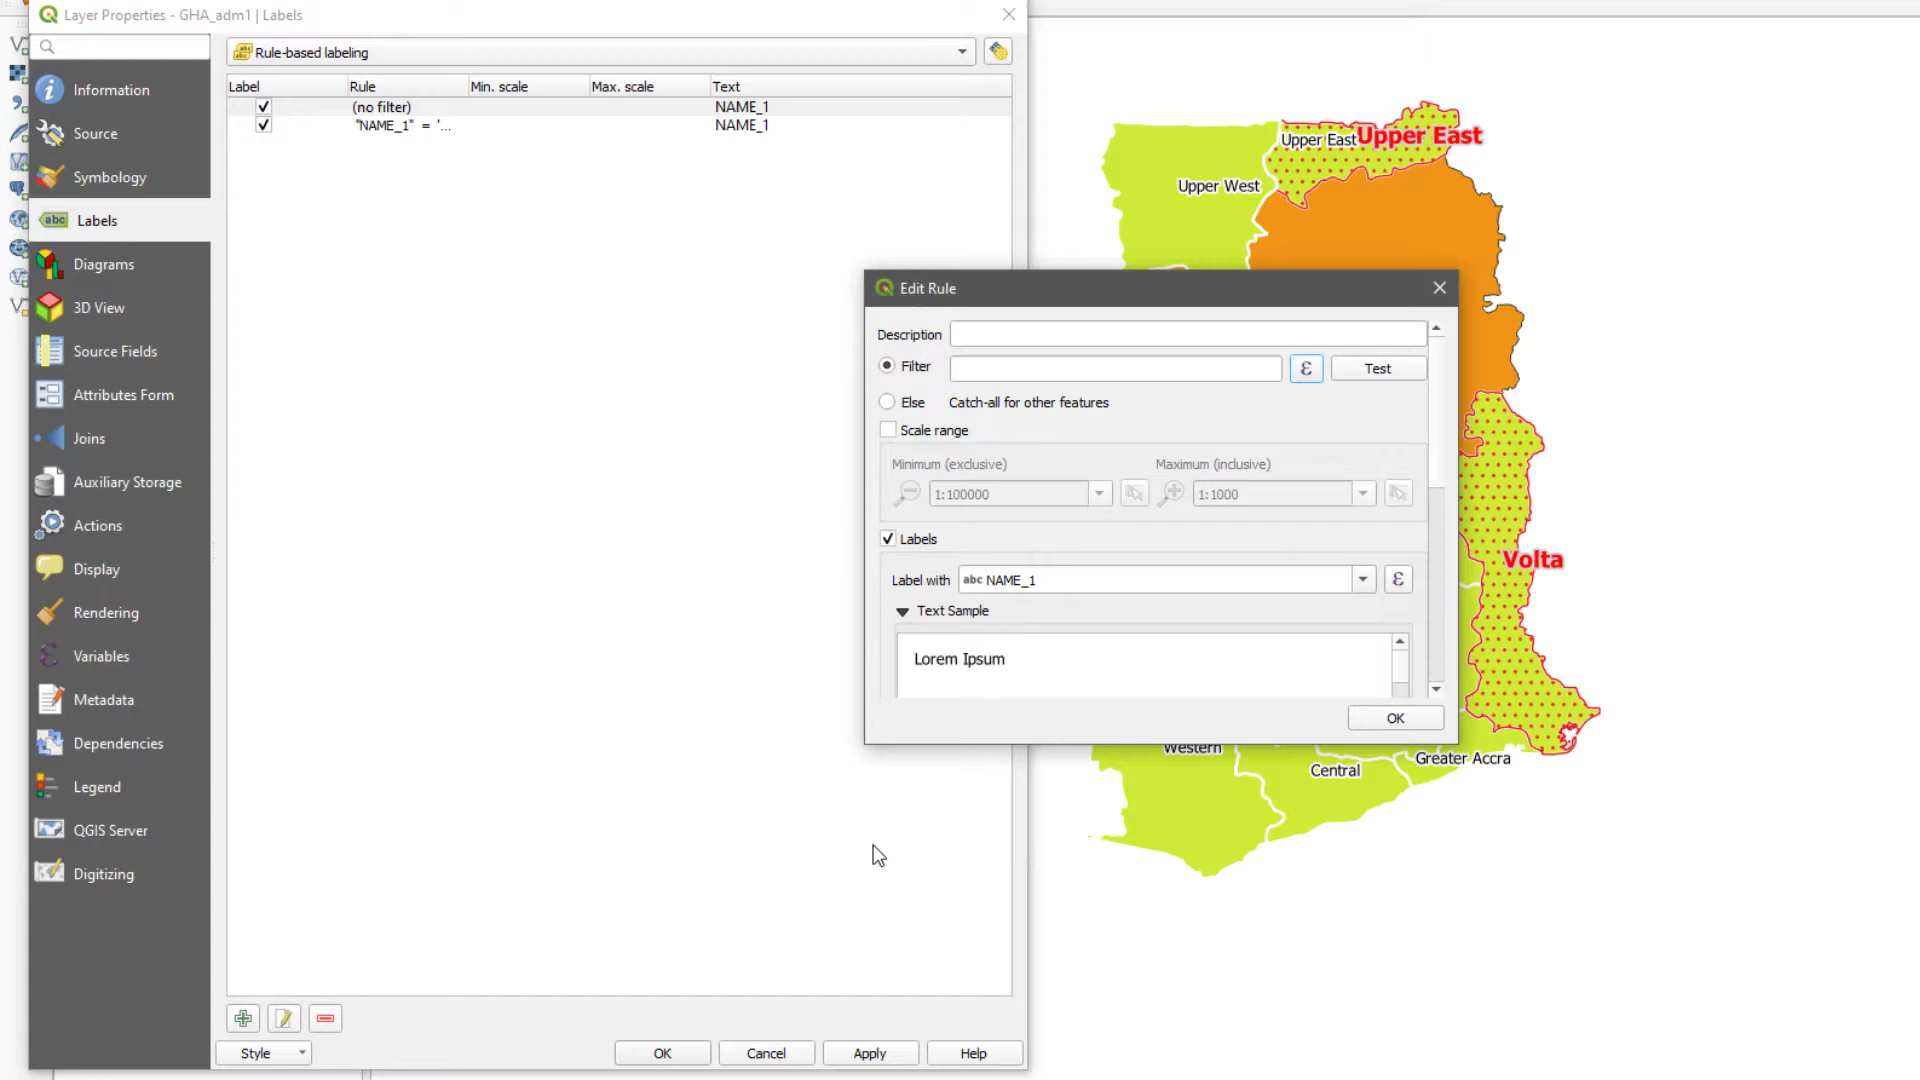 Layer Properties - GHA_adm1 | Labels
Rule-based labeling
Label Rule Min. scale Max. scale Text
(no filter) NAME_1
"NAME_1" = '... NAME_1
Information
Source
Symbology
abc Labels
Diagrams
3D View
Source Fields
Attributes Form
Joins
Auxiliary Storage
Actions
Display
Rendering
Variables
Metadata
Dependencies
Legend
QGIS Server
Digitizing
Style
OK Cancel Apply Help
Edit Rule
Description
Filter ε Test
Else Catch-all for other features
Scale range
Minimum (exclusive) Maximum (inclusive)
1:100000 1:1000
Labels
Label with abc NAME_1 ε
Text Sample
Lorem Ipsum
OK
Upper East Upper East
Upper West
Volta
Western
Central
Greater Accra